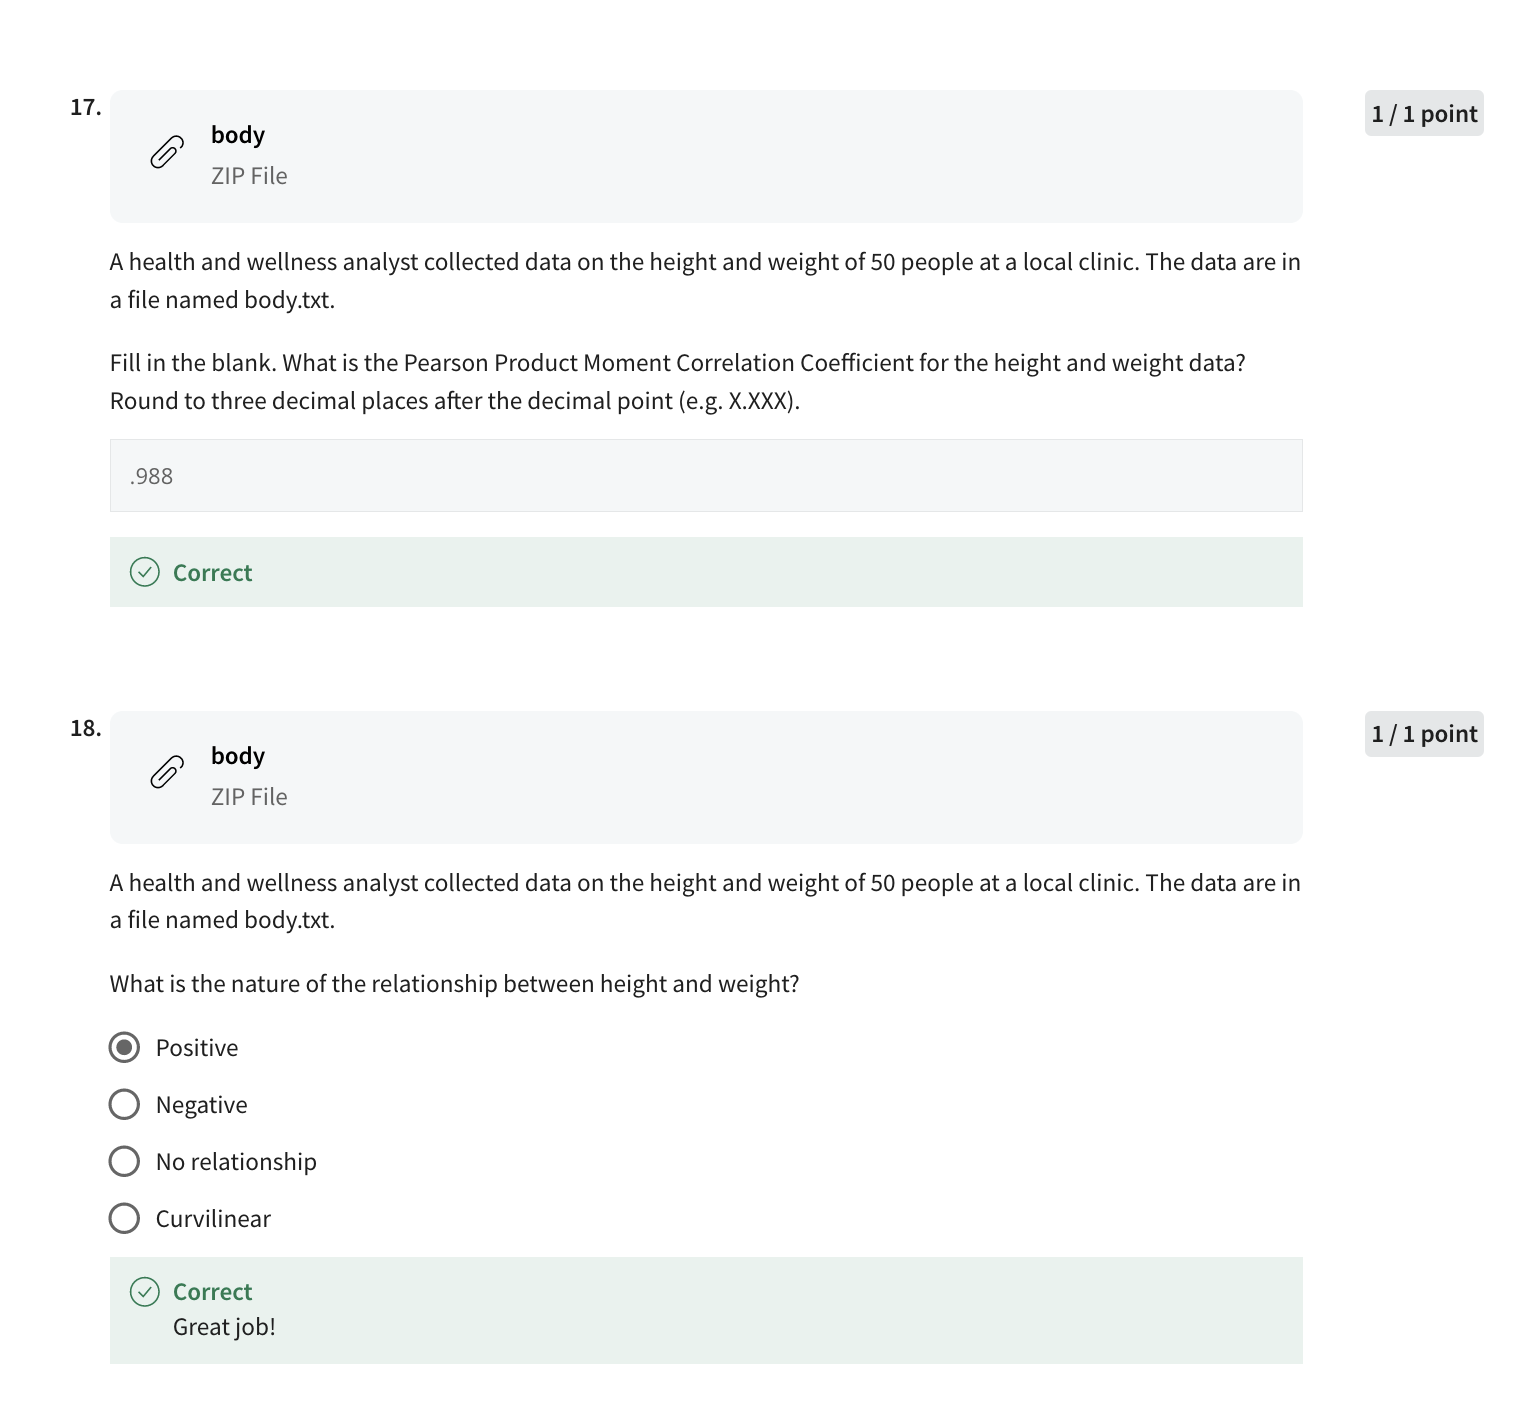 17.
body
ZIP File
1 / 1 point
A health and wellness analyst collected data on the height and weight of 50 people at a local clinic. The data are in
a file named body.txt.
Fill in the blank. What is the Pearson Product Moment Correlation Coefficient for the height and weight data?
Round to three decimal places after the decimal point (e.g. X.XXX).
.988
Correct
18.
body
ZIP File
1 / 1 point
A health and wellness analyst collected data on the height and weight of 50 people at a local clinic. The data are in
a file named body.txt.
What is the nature of the relationship between height and weight?
Positive
Negative
No relationship
Curvilinear
Correct
Great job!